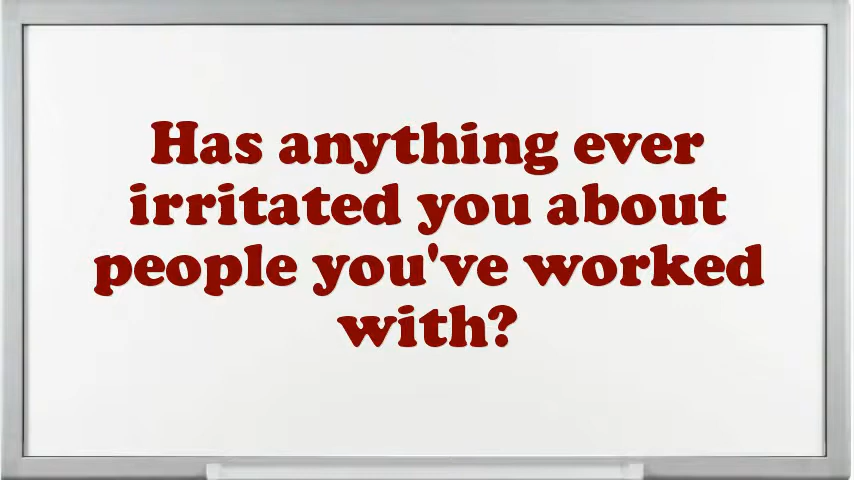 Has anything ever
irritated you about
people you've worked
with?